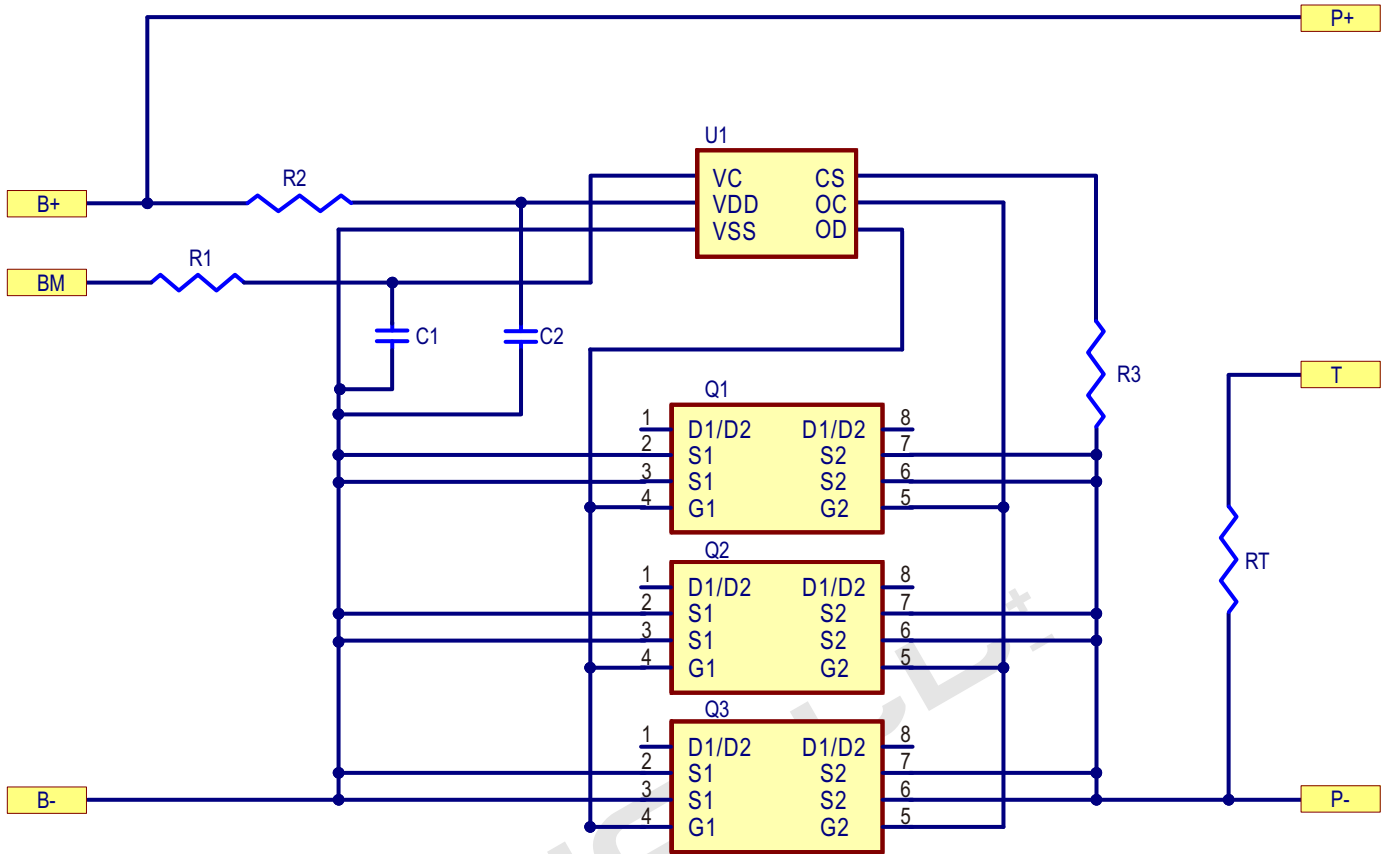 P+
U1
R2
VC
CS
B+
VDD
OC
VSS
OD
R1
BM
C1
C2
R3
T
Q1
1
D1/D2
D1/D2
8
2
S1
S2
7
3
S1
S2
6
4
G1
G2
5
Q2
RT
1
D1/D2
D1/D2
8
2
S1
S2
7
3
S1
S2
6
4
G1
G2
5
Q3
1
D1/D2
D1/D2
8
2
S1
S2
7
B-
3
S1
S2
6
P-
4
G1
G2
5